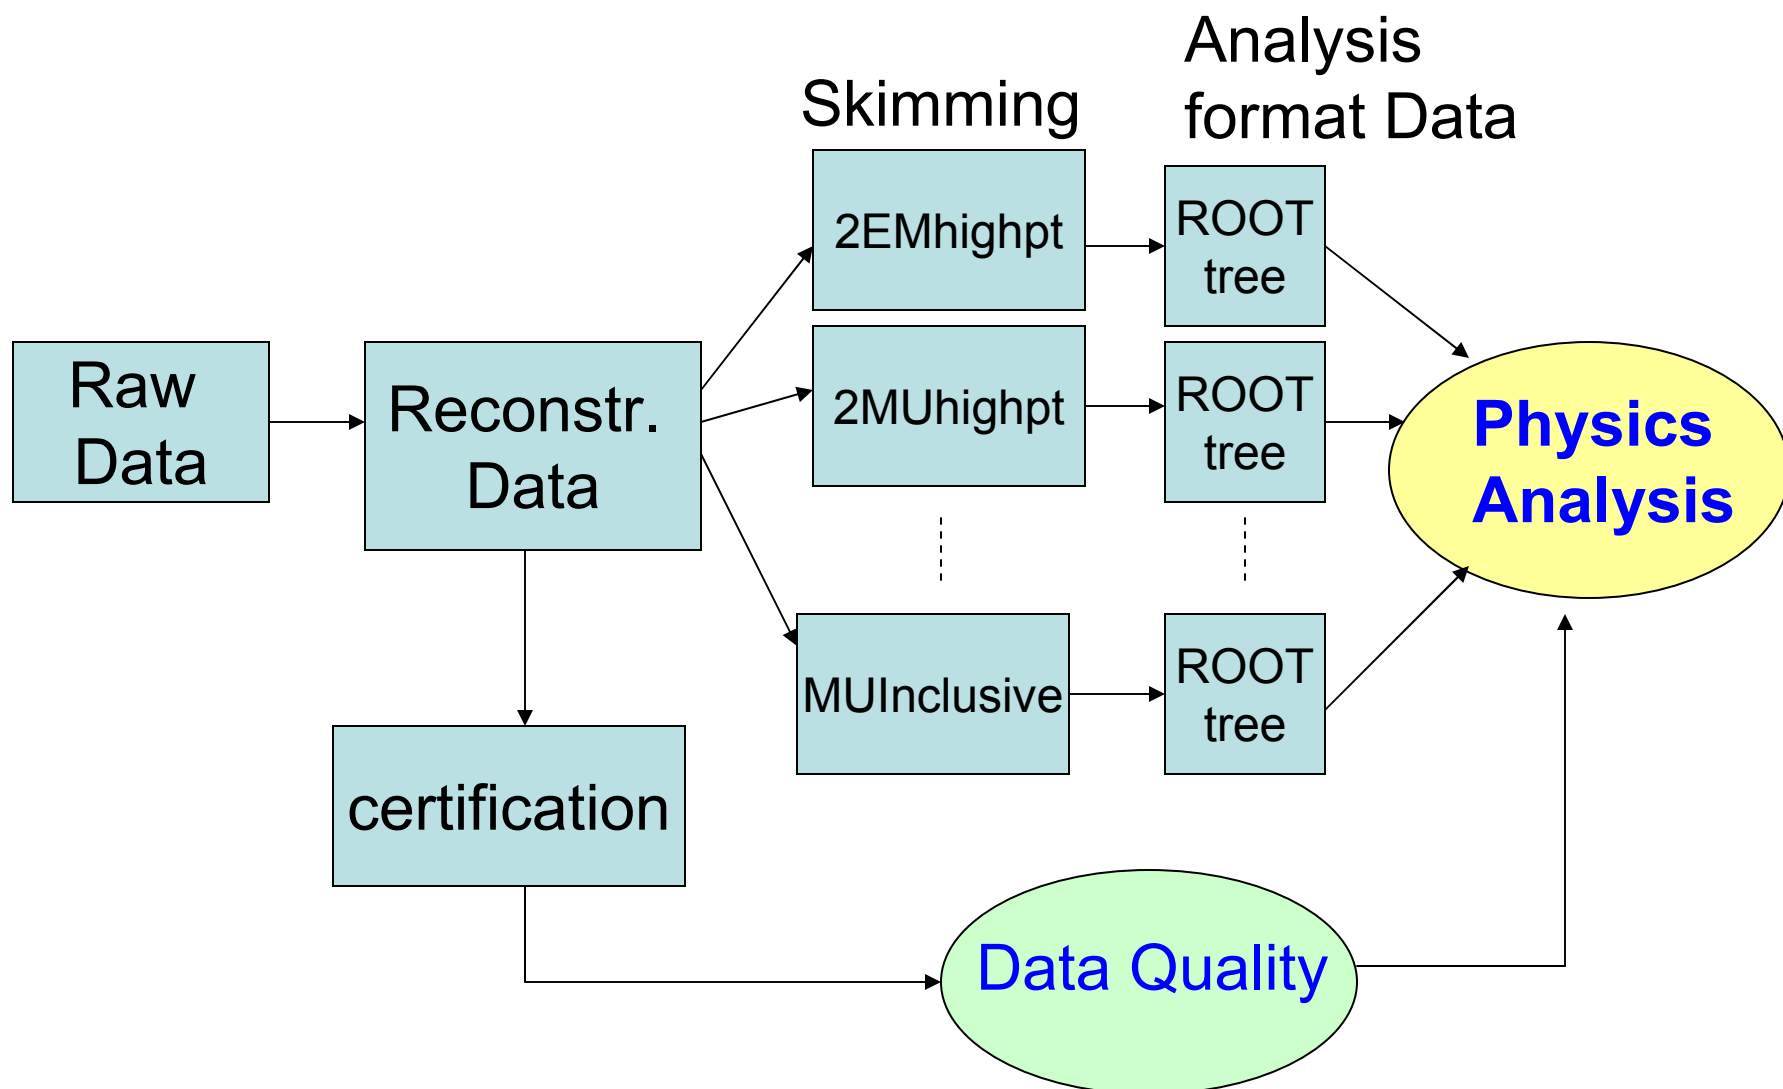 Analysis
format Data
Skimming
2EMhighpt
ROOT
tree
Raw
Data
Reconstr.
Data
2MUhighpt
ROOT
tree
Physics
Analysis
MUInclusive
ROOT
tree
certification
Data Quality